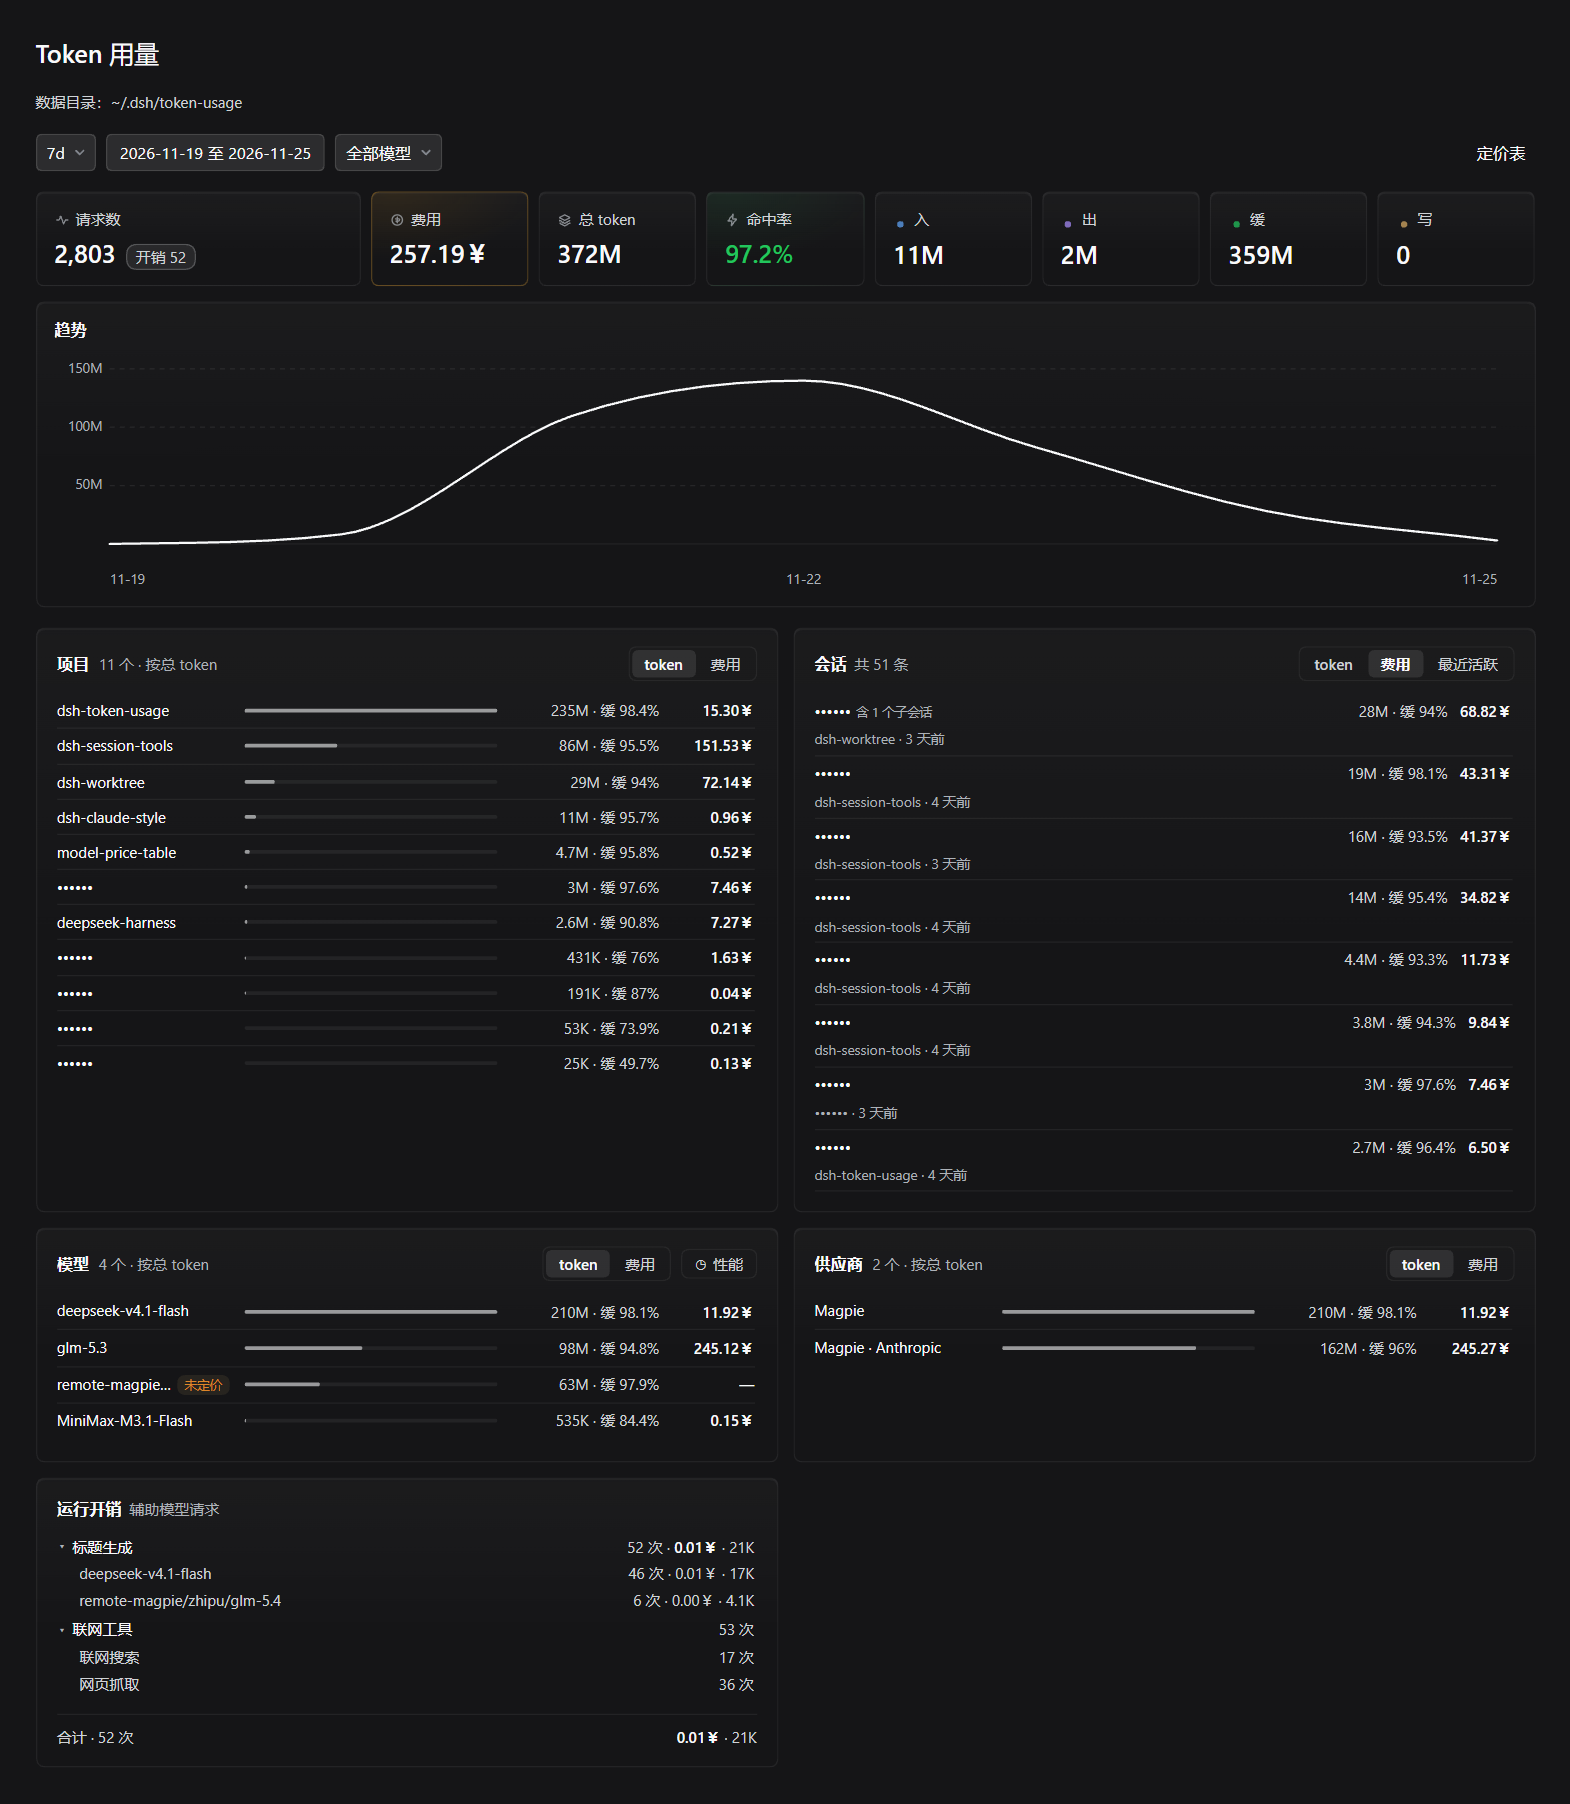 Token 用量
数据目录：~/.dsh/token-usage
7d
2026-11-19 至 2026-11-25
全部模型
定价表
请求数
2,803 开销 52
费用
257.19 ¥
总 token
372M
命中率
97.2%
入
11M
出
2M
缓
359M
写
0
趋势
150M
100M
50M
11-19 11-22 11-25
项目 11 个 · 按总 token token 费用
dsh-token-usage 235M · 缓 98.4% 15.30 ¥
dsh-session-tools 86M · 缓 95.5% 151.53 ¥
dsh-worktree 29M · 缓 94% 72.14 ¥
dsh-claude-style 11M · 缓 95.7% 0.96 ¥
model-price-table 4.7M · 缓 95.8% 0.52 ¥
•••••• 3M · 缓 97.6% 7.46 ¥
deepseek-harness 2.6M · 缓 90.8% 7.27 ¥
•••••• 431K · 缓 76% 1.63 ¥
•••••• 191K · 缓 87% 0.04 ¥
•••••• 53K · 缓 73.9% 0.21 ¥
•••••• 25K · 缓 49.7% 0.13 ¥
会话 共 51 条 token 费用 最近活跃
•••••• 含 1 个子会话 28M · 缓 94% 68.82 ¥
dsh-worktree · 3 天前
•••••• 19M · 缓 98.1% 43.31 ¥
dsh-session-tools · 4 天前
•••••• 16M · 缓 93.5% 41.37 ¥
dsh-session-tools · 3 天前
•••••• 14M · 缓 95.4% 34.82 ¥
dsh-session-tools · 4 天前
•••••• 4.4M · 缓 93.3% 11.73 ¥
dsh-session-tools · 4 天前
•••••• 3.8M · 缓 94.3% 9.84 ¥
dsh-session-tools · 4 天前
•••••• 3M · 缓 97.6% 7.46 ¥
•••••• · 3 天前
•••••• 2.7M · 缓 96.4% 6.50 ¥
dsh-token-usage · 4 天前
模型 4 个 · 按总 token token 费用 性能
deepseek-v4.1-flash 210M · 缓 98.1% 11.92 ¥
glm-5.3 98M · 缓 94.8% 245.12 ¥
remote-magpie... 未定价 63M · 缓 97.9% —
MiniMax-M3.1-Flash 535K · 缓 84.4% 0.15 ¥
供应商 2 个 · 按总 token token 费用
Magpie 210M · 缓 98.1% 11.92 ¥
Magpie · Anthropic 162M · 缓 96% 245.27 ¥
运行开销 辅助模型请求
标题生成 52 次 · 0.01 ¥ · 21K
deepseek-v4.1-flash 46 次 · 0.01 ¥ · 17K
remote-magpie/zhipu/glm-5.4 6 次 · 0.00 ¥ · 4.1K
联网工具 53 次
联网搜索 17 次
网页抓取 36 次
合计 · 52 次 0.01 ¥ · 21K